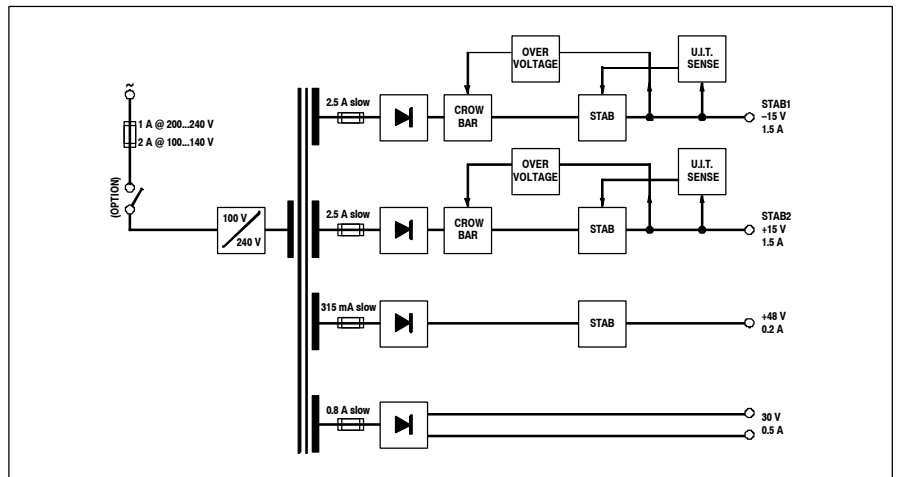 OVER
VOLTAGE
U.I.T.
SENSE
~
2.5 A slow
CROW
BAR
STAB
STAB1
–15 V
1.5 A
1 A @ 200...240 V
2 A @ 100...140 V
OVER
VOLTAGE
U.I.T.
SENSE
(OPTION)
100 V
240 V
2.5 A slow
CROW
BAR
STAB
STAB2
+15 V
1.5 A
315 mA slow
STAB
+48 V
0.2 A
0.8 A slow
30 V
0.5 A